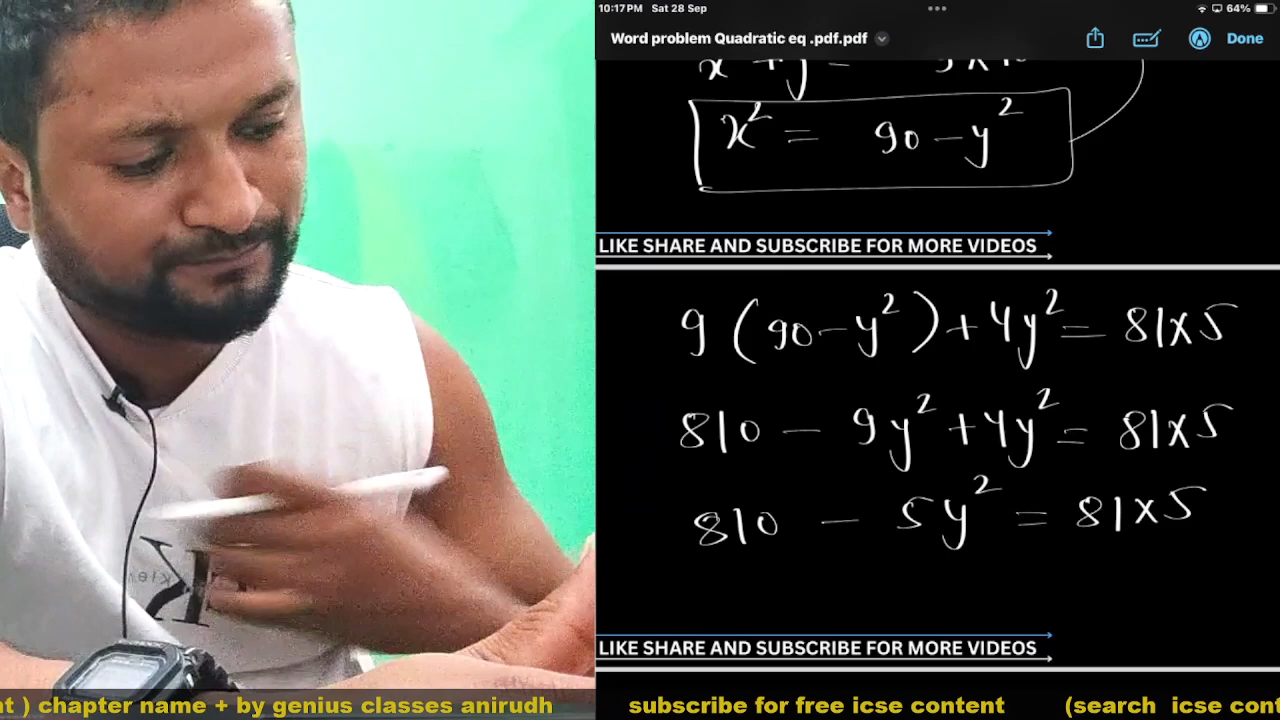 10:17PM Sat 28 Sep
64%
Word problem Quadratic eq .pdf.pdf
Done
x² = 90 - y²
LIKE SHARE AND SUBSCRIBE FOR MORE VIDEOS
9 (90 - y²) + 4y² = 81 x 5
810 - 9y² + 4y² = 81 x 5
810 - 5y² = 81 x 5
LIKE SHARE AND SUBSCRIBE FOR MORE VIDEOS
nt ) chapter name + by genius classes anirudh subscribe for free icse content (search icse con